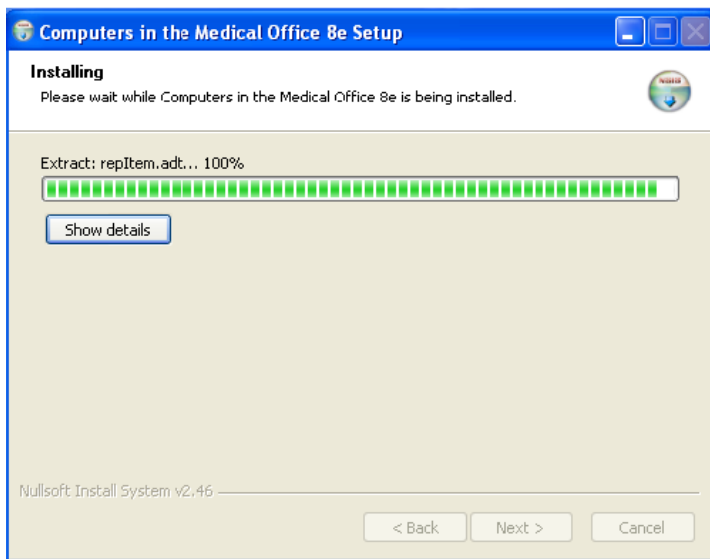 Computers in the Medical Office 8e Setup
Installing
Please wait while Computers in the Medical Office 8e is being installed.
Extract: repItem.adt... 100%
Show details
Nullsoft Install System v2.46
< Back Next > Cancel